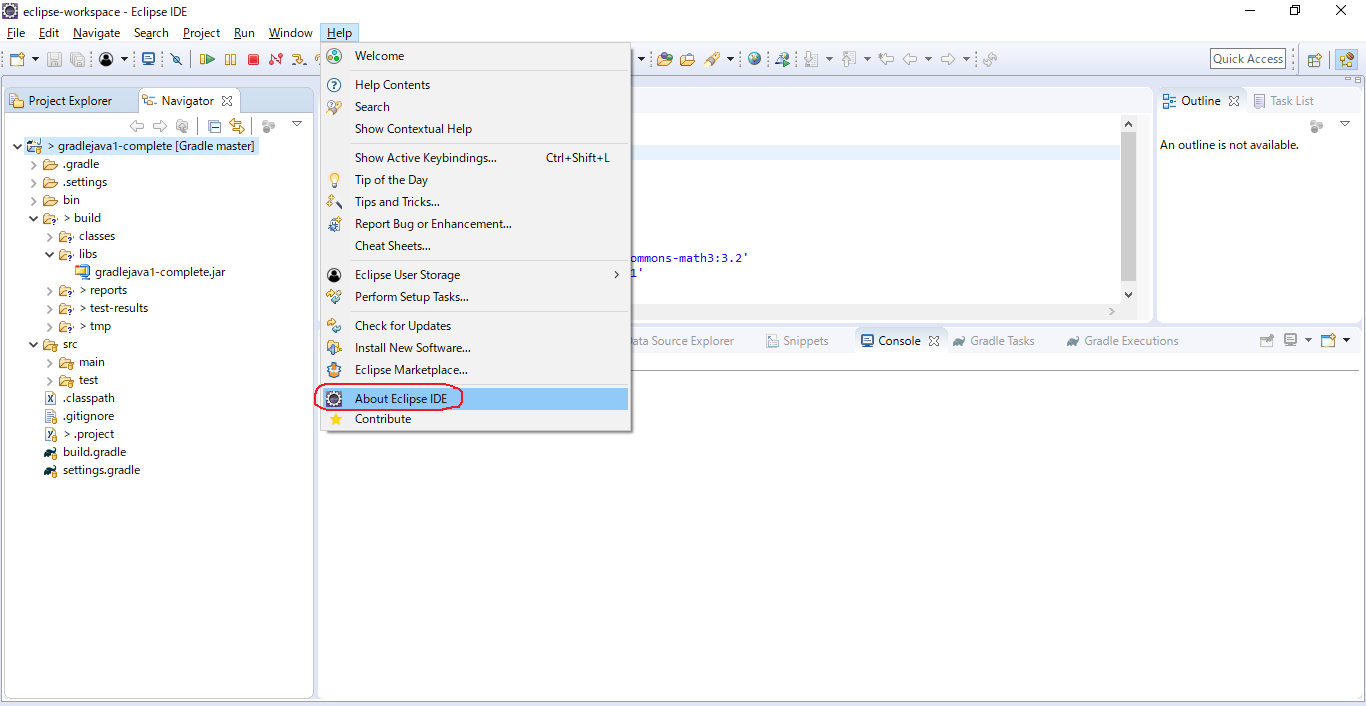 eclipse-workspace - Eclipse IDE
File Edit Navigate Search Project Run Window Help
Quick Access
Welcome
Help Contents
Search
Show Contextual Help
Show Active Keybindings... Ctrl+Shift+L
Tip of the Day
Tips and Tricks...
Report Bug or Enhancement...
Cheat Sheets...
Eclipse User Storage
Perform Setup Tasks...
Check for Updates
Install New Software...
Eclipse Marketplace...
About Eclipse IDE
Contribute
Project Explorer
Navigator
> gradlejava1-complete [Gradle master]
.gradle
.settings
bin
> build
classes
libs
gradlejava1-complete.jar
> reports
> test-results
> tmp
src
main
test
.classpath
.gitignore
> .project
build.gradle
settings.gradle
ommons-math3:3.2'
1'
Outline
Task List
An outline is not available.
ata Source Explorer
Snippets
Console
Gradle Tasks
Gradle Executions